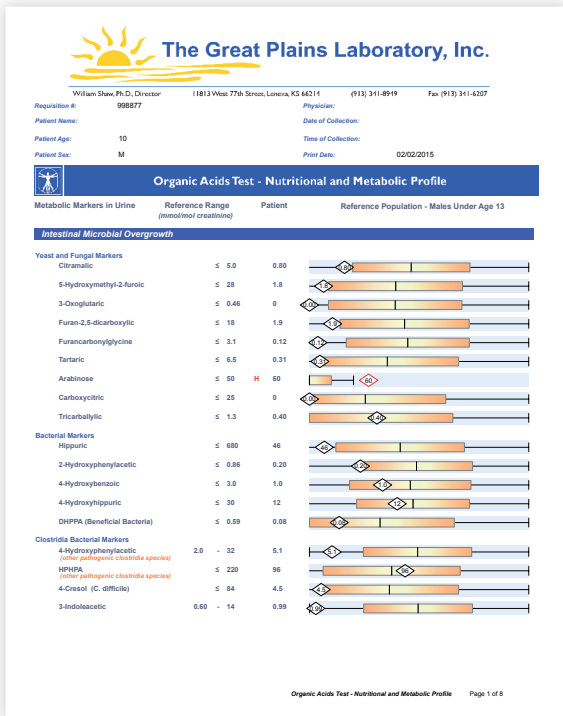 The Great Plains Laboratory, Inc.
William Shaw, Ph.D., Director 11813 West 77th Street, Lenexa, KS 66214 (913) 341-8949 Fax (913) 341-6207
Requisition #: 998877 Physician:
Patient Name: Date of Collection:
Patient Age: 10 Time of Collection:
Patient Sex: M Print Date: 02/02/2015
Organic Acids Test - Nutritional and Metabolic Profile
Metabolic Markers in Urine Reference Range Patient Reference Population - Males Under Age 13
(mmol/mol creatinine)
Intestinal Microbial Overgrowth
Yeast and Fungal Markers
Citramalic ≤ 5.0 0.80 0.80
5-Hydroxymethyl-2-furoic ≤ 28 1.8 1.8
3-Oxoglutaric ≤ 0.46 0 0.00
Furan-2,5-dicarboxylic ≤ 18 1.9 1.9
Furancarbonylglycine ≤ 3.1 0.12 0.12
Tartaric ≤ 6.5 0.31 0.31
Arabinose ≤ 50 H 60 60
Carboxycitric ≤ 25 0 0.00
Tricarballylic ≤ 1.3 0.40 0.40
Bacterial Markers
Hippuric ≤ 680 46 46
2-Hydroxyphenylacetic ≤ 0.86 0.20 0.20
4-Hydroxybenzoic ≤ 3.0 1.0 1.0
4-Hydroxyhippuric ≤ 30 12 12
DHPPA (Beneficial Bacteria) ≤ 0.59 0.08 0.08
Clostridia Bacterial Markers
4-Hydroxyphenylacetic 2.0 - 32 5.1 5.1
(other pathogenic clostridia species)
HPHPA ≤ 220 96 96
(other pathogenic clostridia species)
4-Cresol (C. difficile) ≤ 84 4.5 4.5
3-Indoleacetic 0.60 - 14 0.99 0.99
Organic Acids Test - Nutritional and Metabolic Profile Page 1 of 8